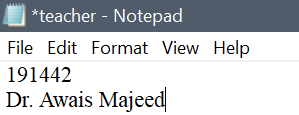 *teacher - Notepad
File Edit Format View Help
191442
Dr. Awais Majeed